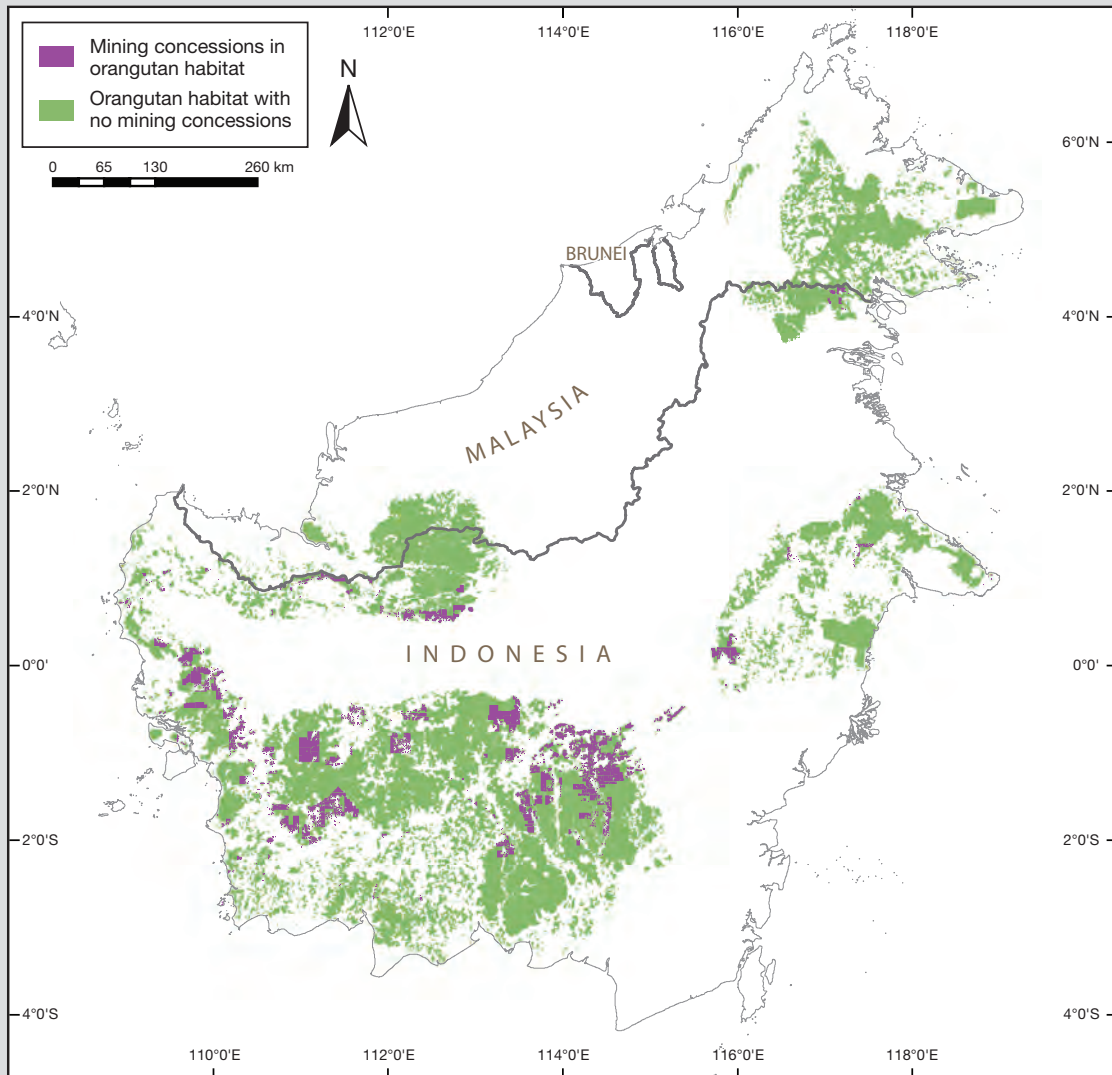 Mining concessions in
orangutan habitat
Orangutan habitat with
no mining concessions
N
0 65 130 260 km
112°0'E 114°0'E 116°0'E 118°0'E
6°0'N
BRUNEI
4°0'N 4°0'N
MALAYSIA
2°0'N 2°0'N
INDONESIA
0°0' 0°0'
2°0'S 2°0'S
4°0'S 4°0'S
110°0'E 112°0'E 114°0'E 116°0'E 118°0'E